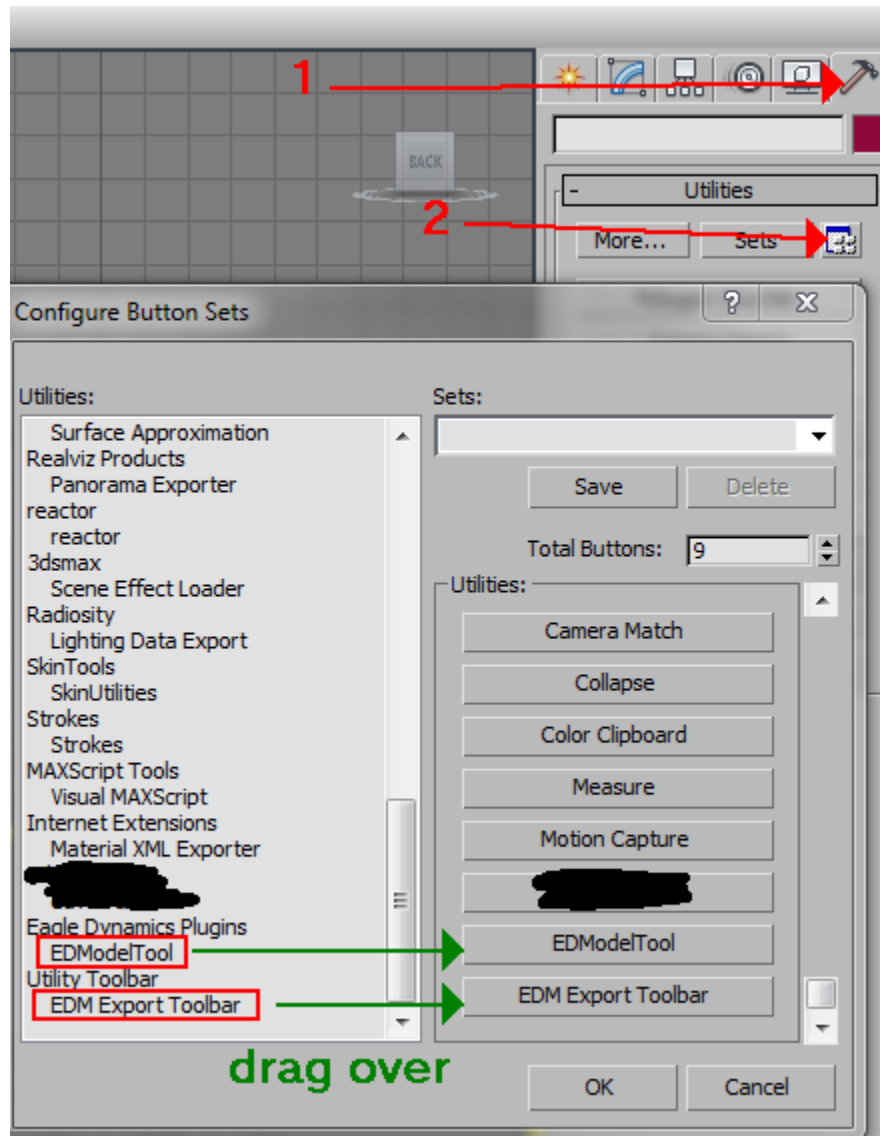 1
BACK
-
Utilities
2
More...
Sets
Configure Button Sets
?
X
Utilities:
Sets:
Surface Approximation
Realviz Products
Panorama Exporter
Save
Delete
reactor
reactor
Total Buttons:
9
3dsmax
Scene Effect Loader
Utilities:
Radiosity
Lighting Data Export
Camera Match
SkinTools
SkinUtilities
Collapse
Strokes
Strokes
Color Clipboard
MAXScript Tools
Visual MAXScript
Measure
Internet Extensions
Material XML Exporter
Motion Capture
Eagle Dynamics Plugins
EDModelTool
EDModelTool
Utility Toolbar
EDM Export Toolbar
EDM Export Toolbar
drag over
OK
Cancel